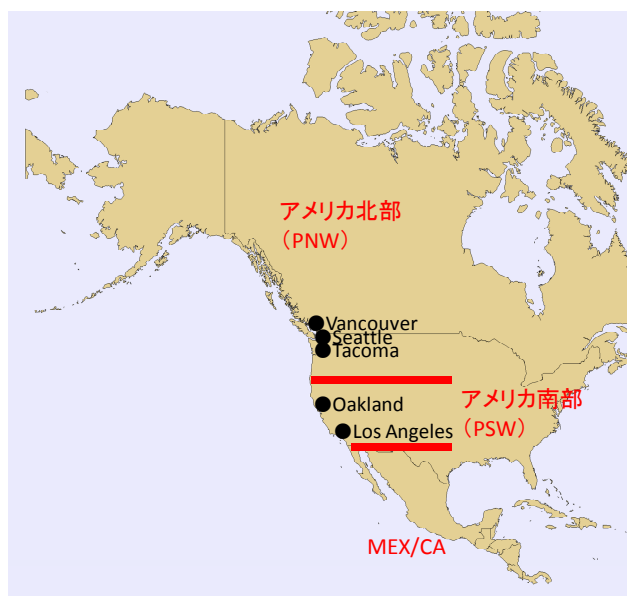 アメリカ北部
（PNW）
Vancouver
Seattle
Tacoma
アメリカ南部
（PSW）
Oakland
Los Angeles
MEX/CA